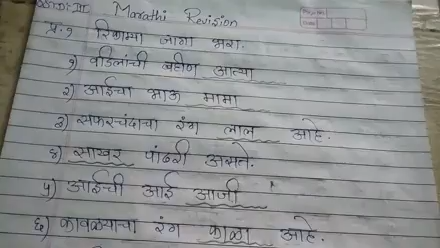 Marathi Revision
प्र.१ रिकाम्या जागा भरा.
१) वडिलांची बहीण आत्या
२) आईचा भाऊ मामा
३) सफरचंदाचा रंग लाल आहे.
४) साखर पांढरी असते.
५) आईची आई आजी
६) कावळ्याचा रंग काळा आहे.